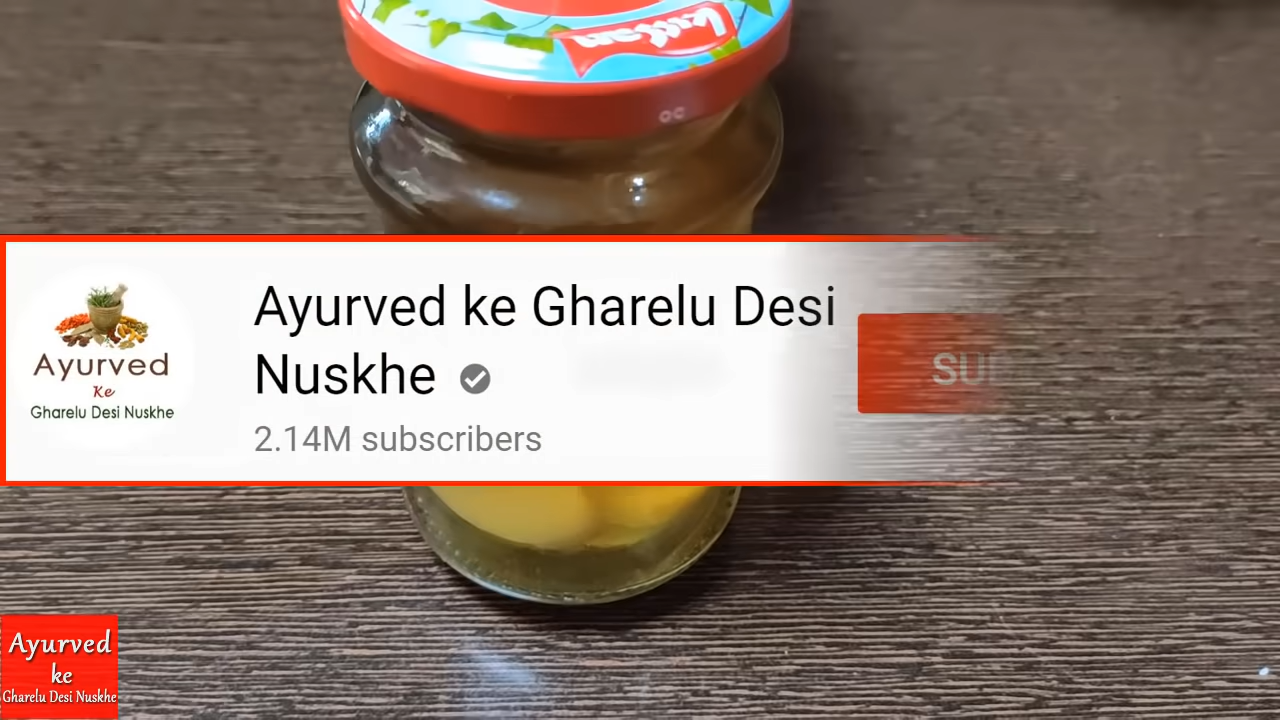 Ayurved ke Gharelu Desi
Nuskhe
2.14M subscribers
Ayurved
Ke
Gharelu Desi Nuskhe
Ayurved
ke
Gharelu Desi Nuskhe